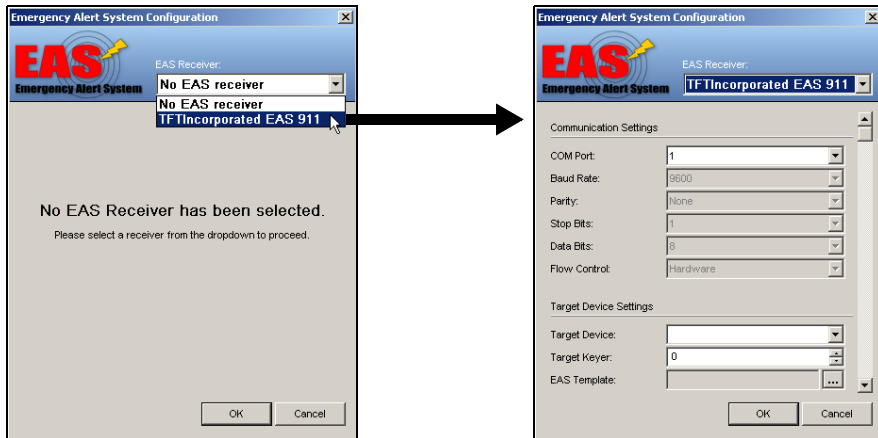 Emergency Alert System Configuration
EAS
Emergency Alert System
EAS Receiver:
No EAS receiver
No EAS receiver
TFTIncorporated EAS 911
No EAS Receiver has been selected.
Please select a receiver from the dropdown to proceed.
OK Cancel
Emergency Alert System Configuration
EAS
Emergency Alert System
EAS Receiver:
TFTIncorporated EAS 911
Communication Settings
COM Port: 1
Baud Rate: 9600
Parity: None
Stop Bits: 1
Data Bits: 8
Flow Control: Hardware
Target Device Settings
Target Device:
Target Keyer: 0
EAS Template: ...
OK Cancel